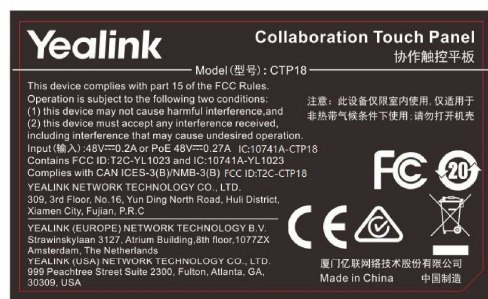 Yealink
Collaboration Touch Panel
协作触控平板
Model(型号): CTP18
This device complies with part 15 of the FCC Rules.
Operation is subject to the following two conditions:
(1) this device may not cause harmful interference,and
(2) this device must accept any interference received,
including interference that may cause undesired operation.
Input(输入):48V⎓0.2A or PoE 48V⎓0.27A IC:10741A-CTP18
Contains FCC ID:T2C-YL1023 and IC:10741A-YL1023
Complies with CAN ICES-3(B)/NMB-3(B) FCC ID:T2C-CTP18
注意: 此设备仅限室内使用, 仅适用于
非热带气候条件下使用; 请勿打开机壳
YEALINK NETWORK TECHNOLOGY CO., LTD.
309, 3rd Floor, No.16, Yun Ding North Road, Huli District,
Xiamen City, Fujian, P.R.C
YEALINK (EUROPE) NETWORK TECHNOLOGY B.V.
Strawinskylaan 3127, Atrium Building,8th floor,1077ZX
Amsterdam, The Netherlands
YEALINK (USA) NETWORK TECHNOLOGY CO., LTD.
999 Peachtree Street Suite 2300, Fulton, Atlanta, GA,
30309, USA
FC
20
CE
厦门亿联网络技术股份有限公司
Made in China 中国制造